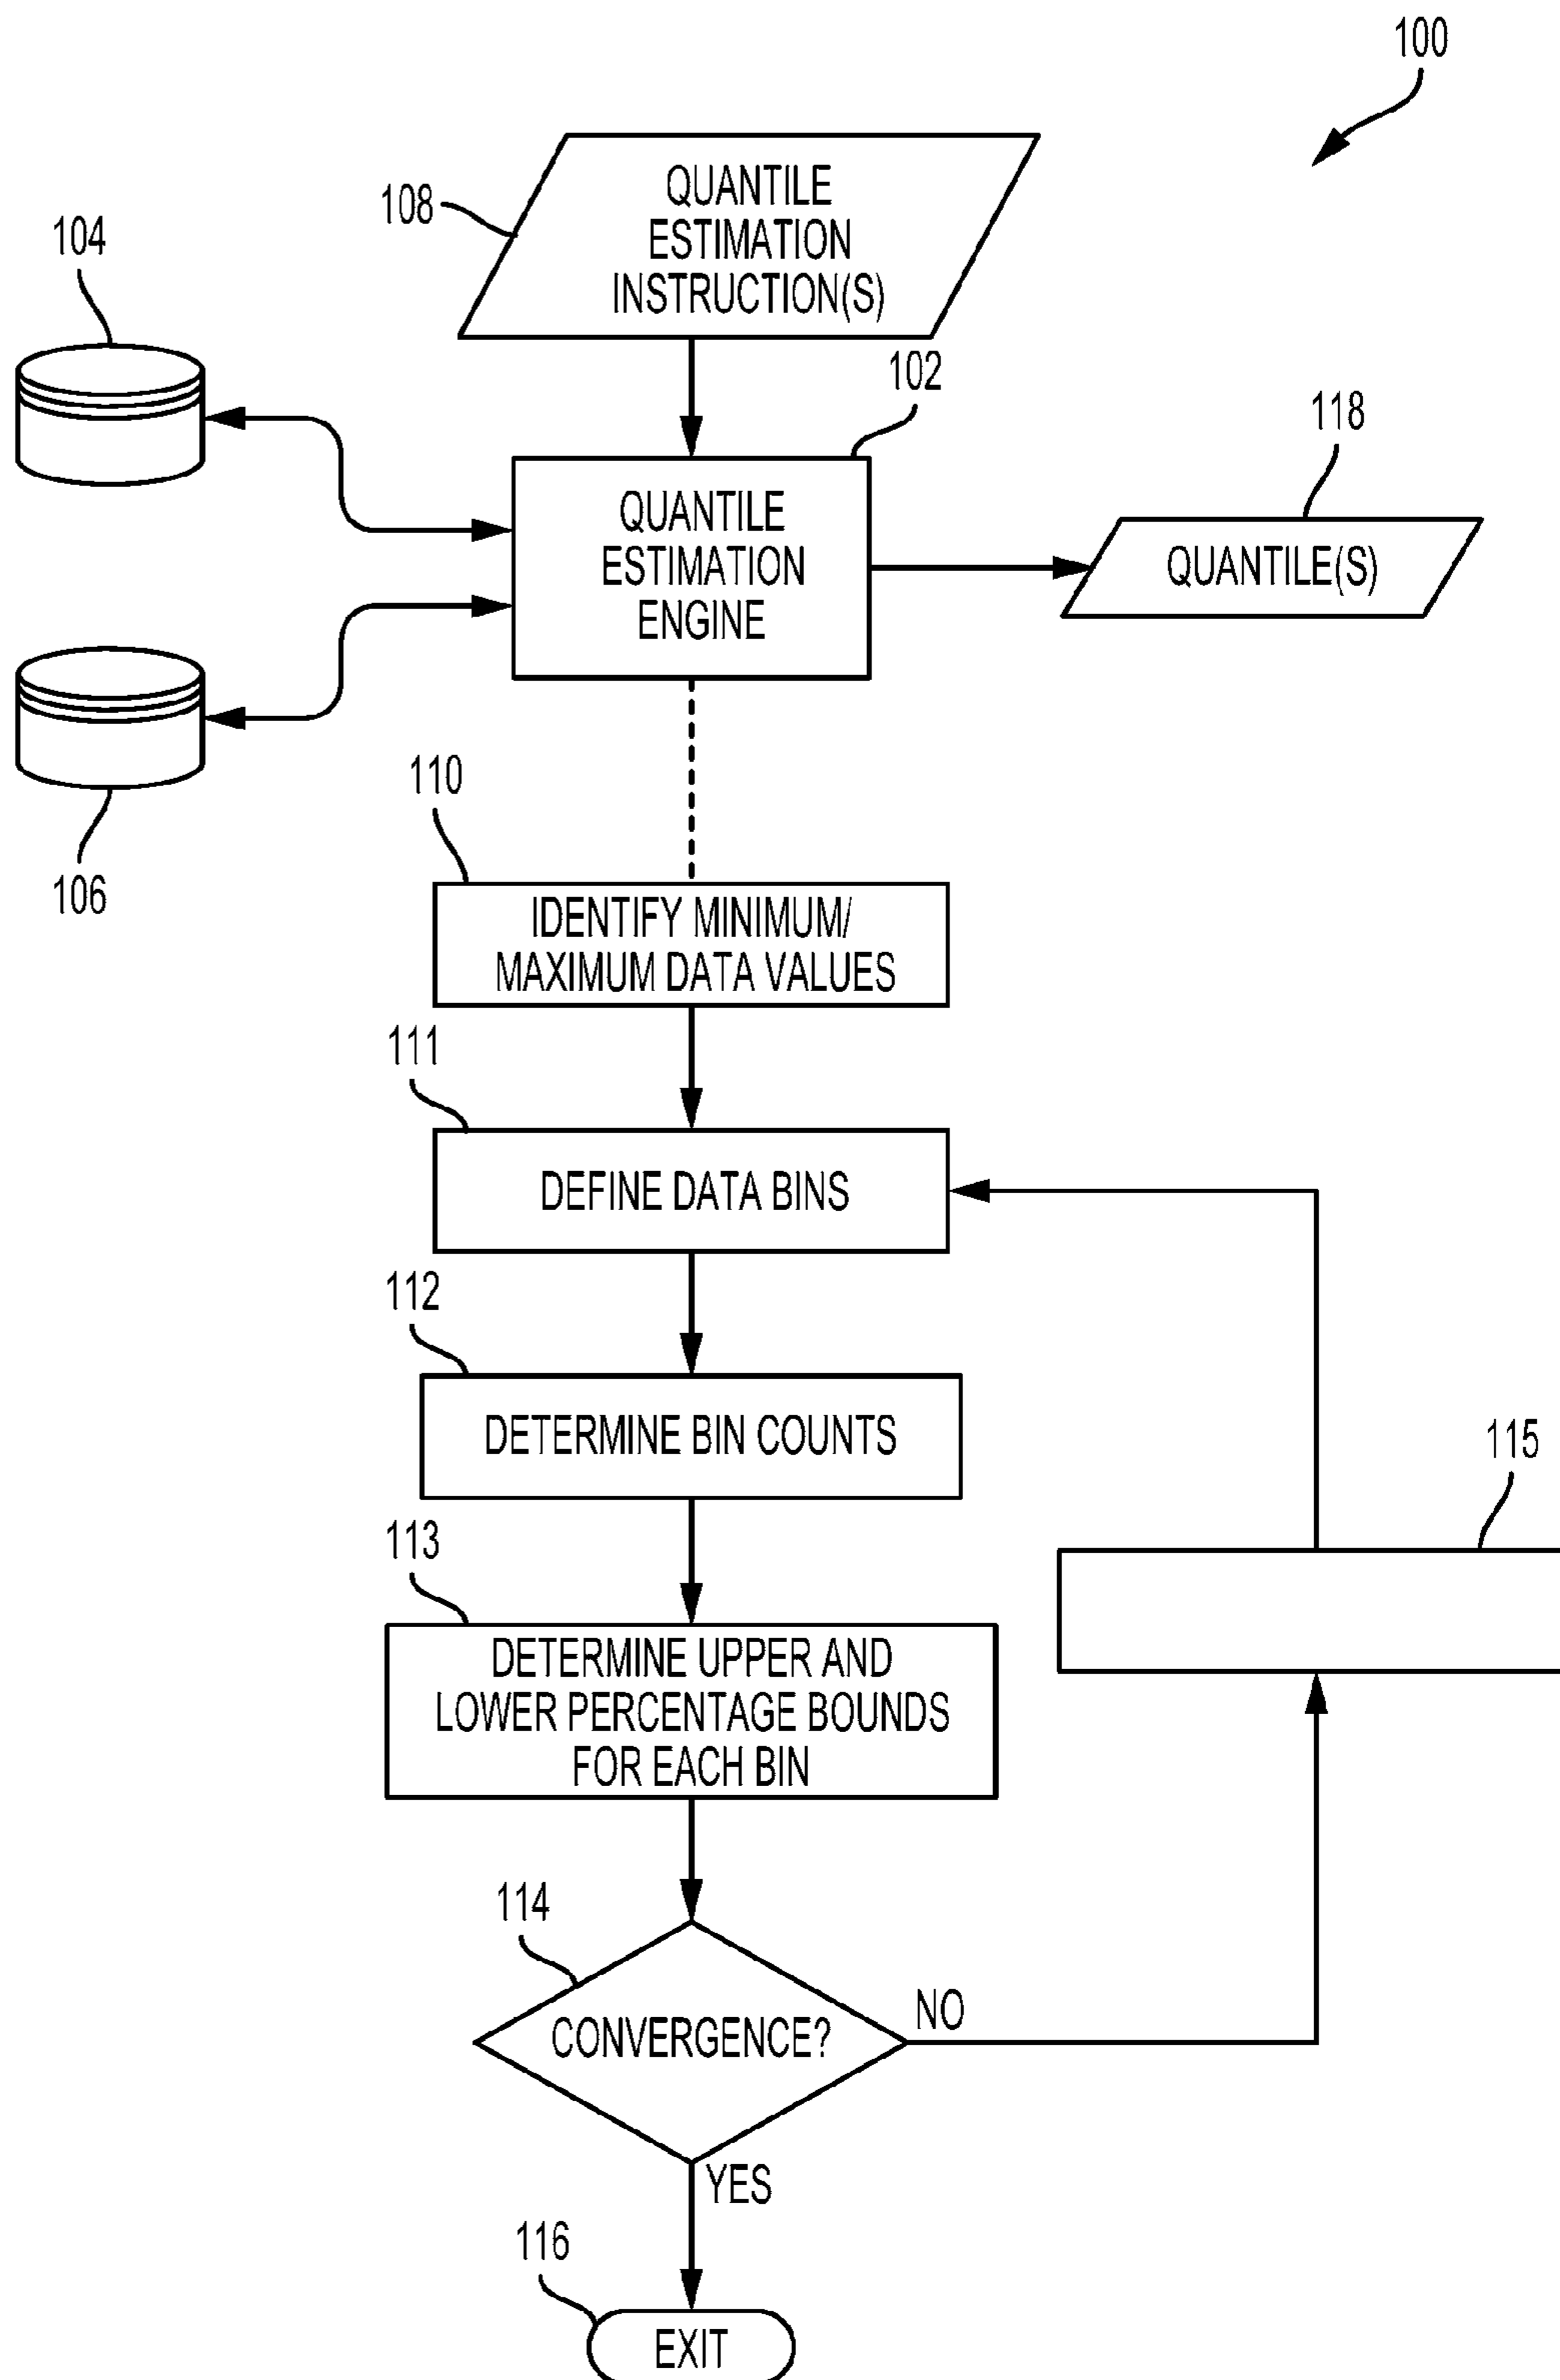 100
108
QUANTILE
ESTIMATION
INSTRUCTION(S)
104
102
118
QUANTILE
ESTIMATION
ENGINE
QUANTILE(S)
106
110
IDENTIFY MINIMUM/
MAXIMUM DATA VALUES
111
DEFINE DATA BINS
112
DETERMINE BIN COUNTS
115
113
DETERMINE UPPER AND
LOWER PERCENTAGE BOUNDS
FOR EACH BIN
114
CONVERGENCE?
NO
YES
116
EXIT